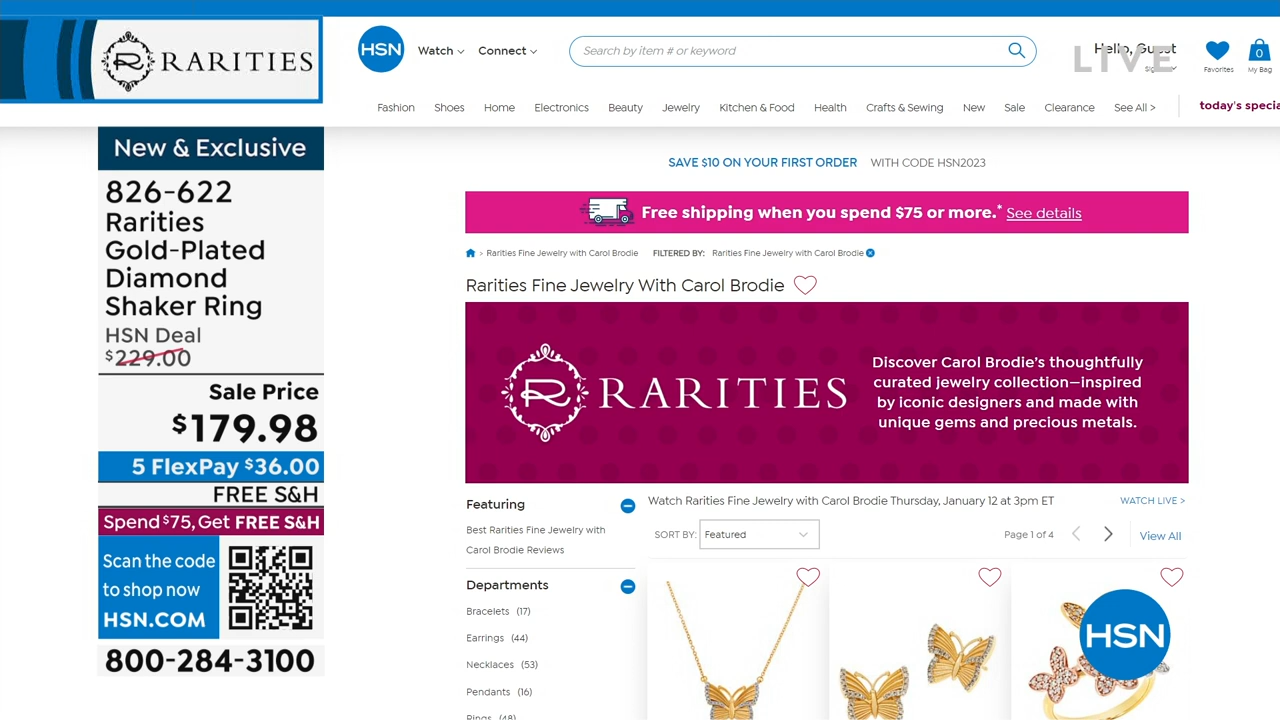 RARITIES
New & Exclusive
826-622
Rarities
Gold-Plated
Diamond
Shaker Ring
HSN Deal
$229.00
Sale Price
$179.98
5 FlexPay $36.00
FREE S&H
Spend $75, Get FREE S&H
Scan the code
to shop now
HSN.COM
800-284-3100
HSN
Watch
Connect
Search by item # or keyword
Hello, Guest
LIVE
Favorites
0
My Bag
Fashion Shoes Home Electronics Beauty Jewelry Kitchen & Food Health Crafts & Sewing New Sale Clearance See All >
today's specia
SAVE $10 ON YOUR FIRST ORDER WITH CODE HSN2023
Free shipping when you spend $75 or more.* See details
> Rarities Fine Jewelry with Carol Brodie FILTERED BY: Rarities Fine Jewelry with Carol Brodie
Rarities Fine Jewelry With Carol Brodie
RARITIES
Discover Carol Brodie's thoughtfully
curated jewelry collection—inspired
by iconic designers and made with
unique gems and precious metals.
Featuring
Best Rarities Fine Jewelry with
Carol Brodie Reviews
Departments
Bracelets (17)
Earrings (44)
Necklaces (53)
Pendants (16)
Rings (48)
Watch Rarities Fine Jewelry with Carol Brodie Thursday, January 12 at 3pm ET
WATCH LIVE >
SORT BY: Featured
Page 1 of 4
View All
HSN